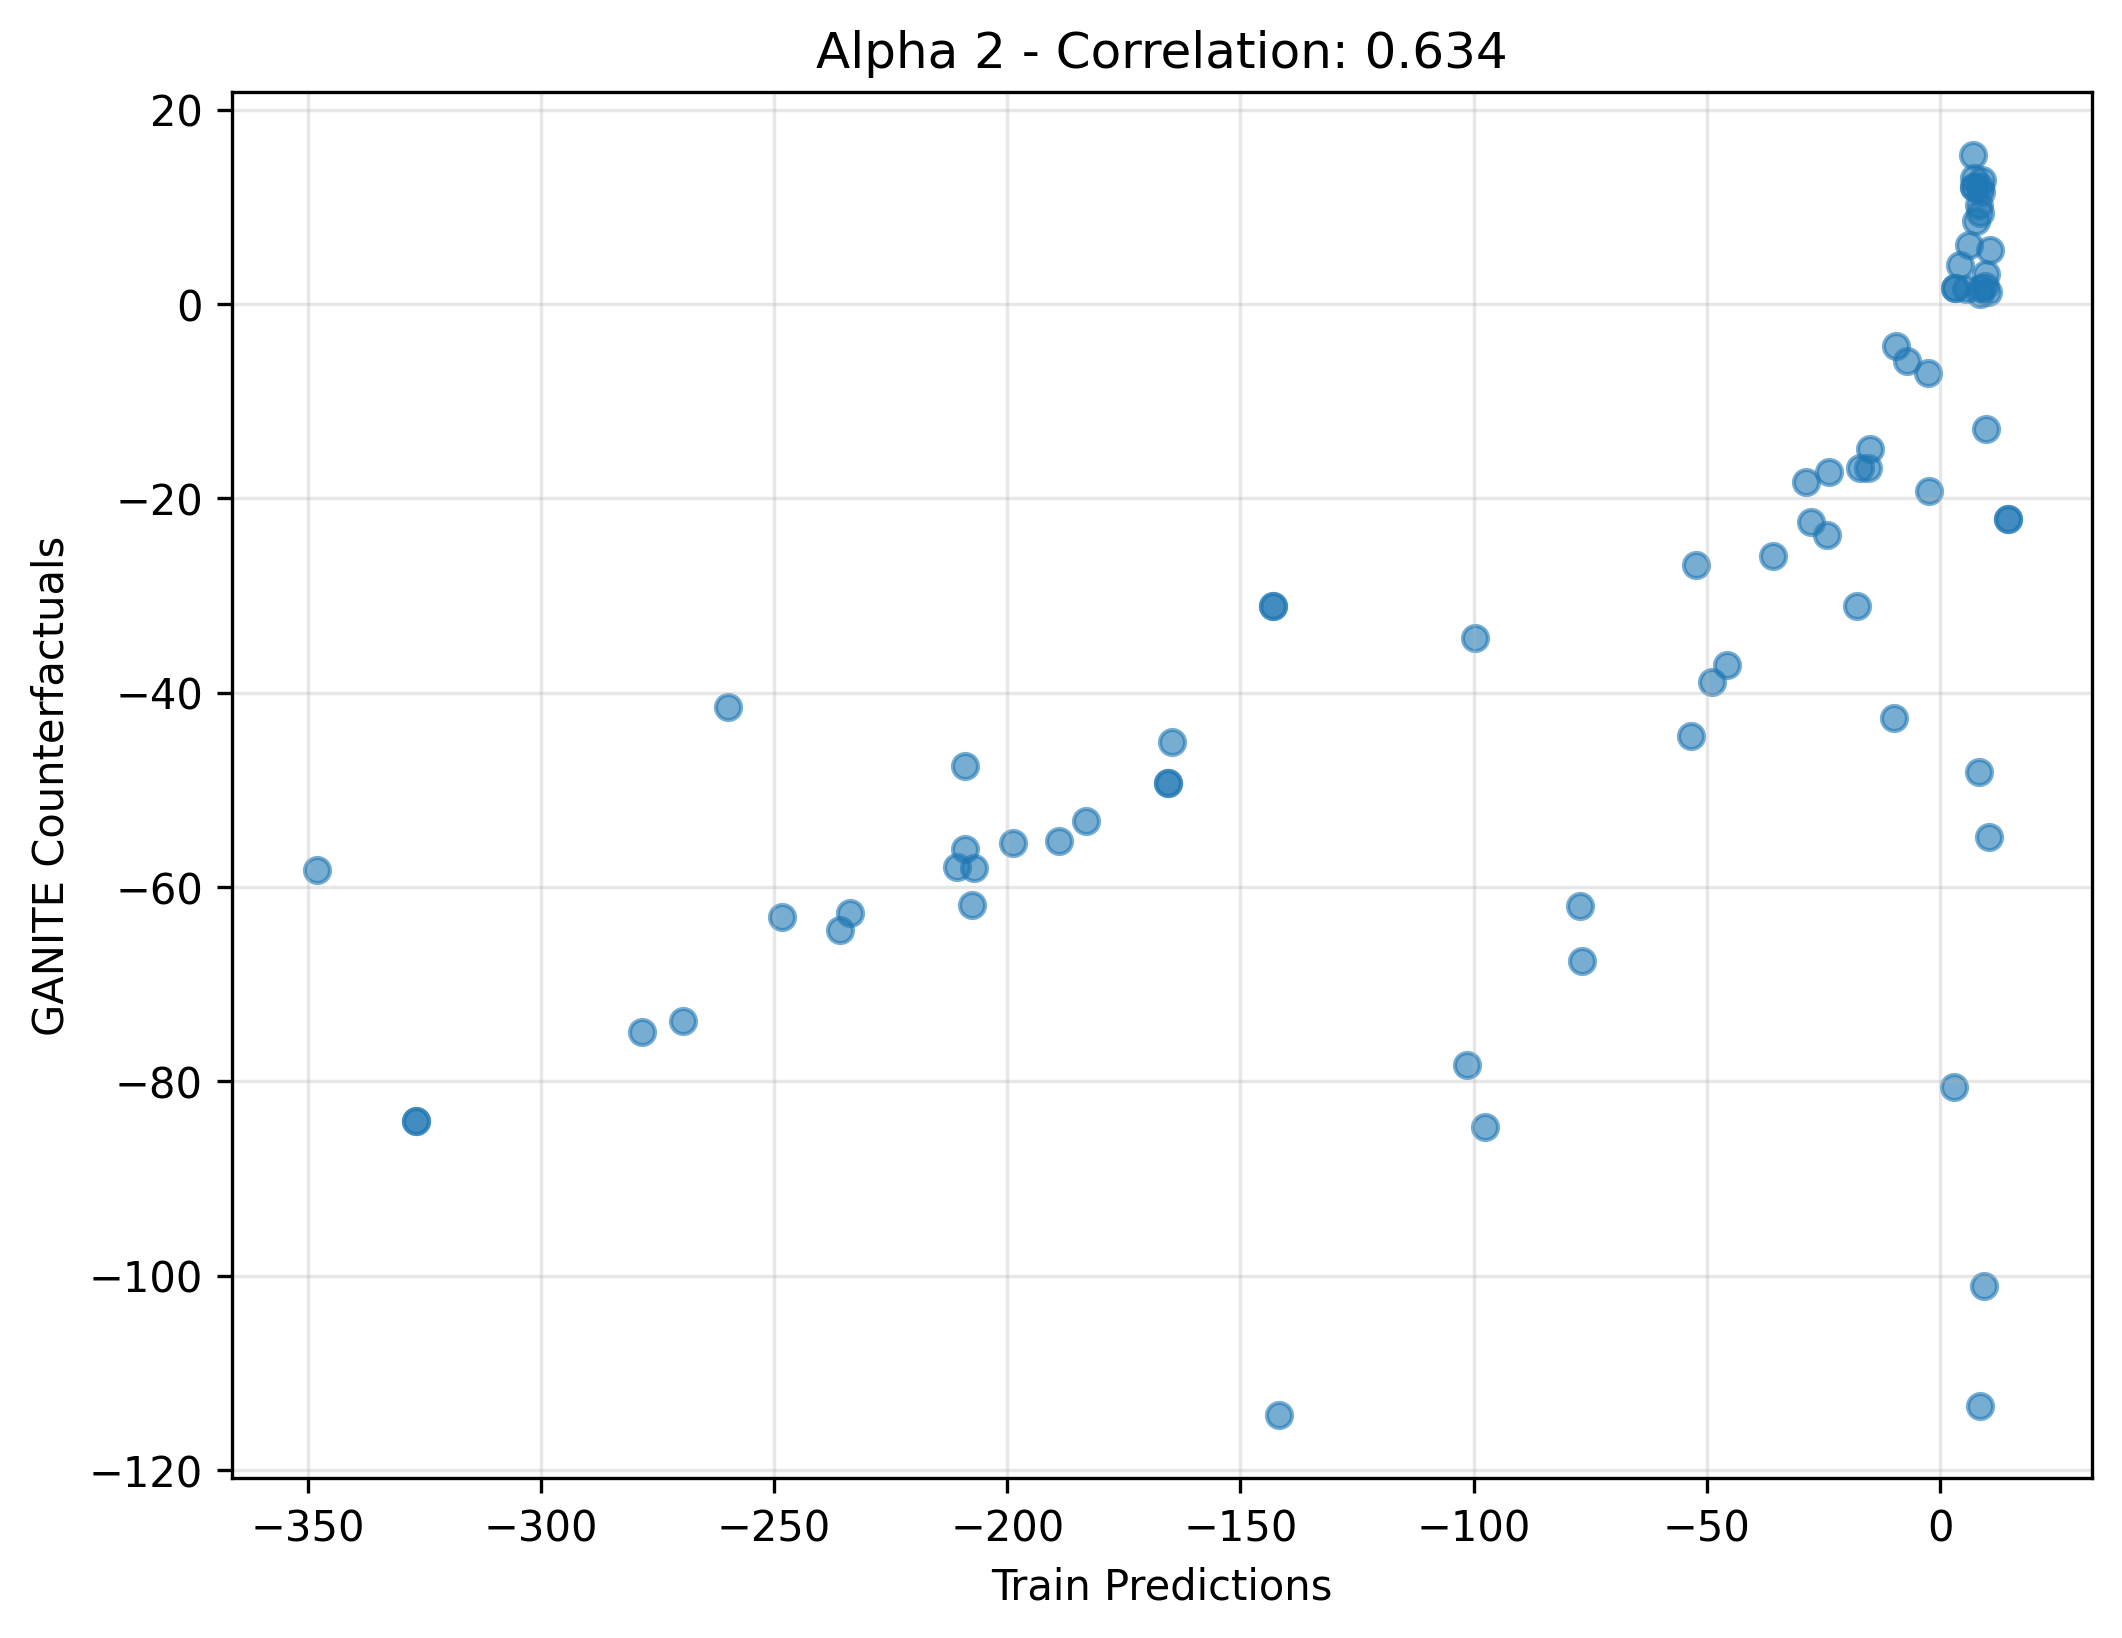 Alpha 2 - Correlation: 0.634
20
0
−20
−40
−60
−80
−100
−120
GANITE Counterfactuals
−350 −300 −250 −200 −150 −100 −50 0
Train Predictions